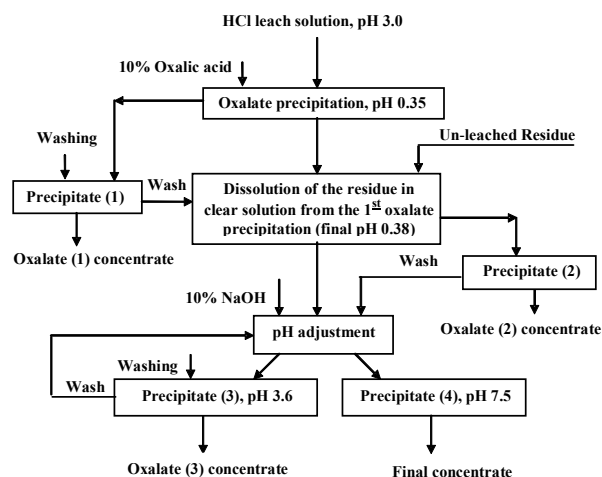 HCl leach solution, pH 3.0
10% Oxalic acid
Oxalate precipitation, pH 0.35
Washing
Un-leached Residue
Precipitate (1)
Wash
Dissolution of the residue in
clear solution from the 1st oxalate
precipitation (final pH 0.38)
Oxalate (1) concentrate
Wash
Precipitate (2)
10% NaOH
Oxalate (2) concentrate
pH adjustment
Washing
Wash
Precipitate (3), pH 3.6
Precipitate (4), pH 7.5
Oxalate (3) concentrate
Final concentrate